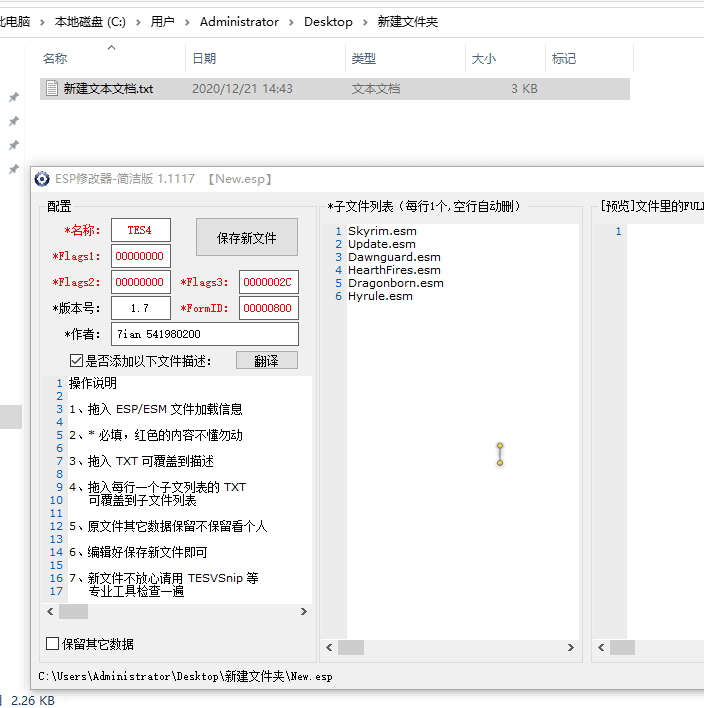 此电脑 › 本地磁盘 (C:) › 用户 › Administrator › Desktop › 新建文件夹
名称 日期 类型 大小 标记
新建文本文档.txt 2020/12/21 14:43 文本文档 3 KB
ESP修改器-简洁版 1.1117 【New.esp】
配置
*名称: TES4 保存新文件
*Flags1: 00000000
*Flags2: 00000000 *Flags3: 0000002C
*版本号: 1.7 *FormID: 00000800
*作者: 7ian 541980200
是否添加以下文件描述: 翻译
1 操作说明
2
3 1、拖入 ESP/ESM 文件加载信息
4
5 2、* 必填，红色的内容不懂勿动
6
7 3、拖入 TXT 可覆盖到描述
8
9 4、拖入每行一个子文列表的 TXT
10 可覆盖到子文件列表
11
12 5、原文件其它数据保留不保留看个人
13
14 6、编辑好保存新文件即可
15
16 7、新文件不放心请用 TESVSnip 等
17 专业工具检查一遍
保留其它数据
*子文件列表（每行1个,空行自动删）
1 Skyrim.esm
2 Update.esm
3 Dawnguard.esm
4 HearthFires.esm
5 Dragonborn.esm
6 Hyrule.esm
[预览]文件里的FULL
1
C:\Users\Administrator\Desktop\新建文件夹\New.esp
2.26 KB